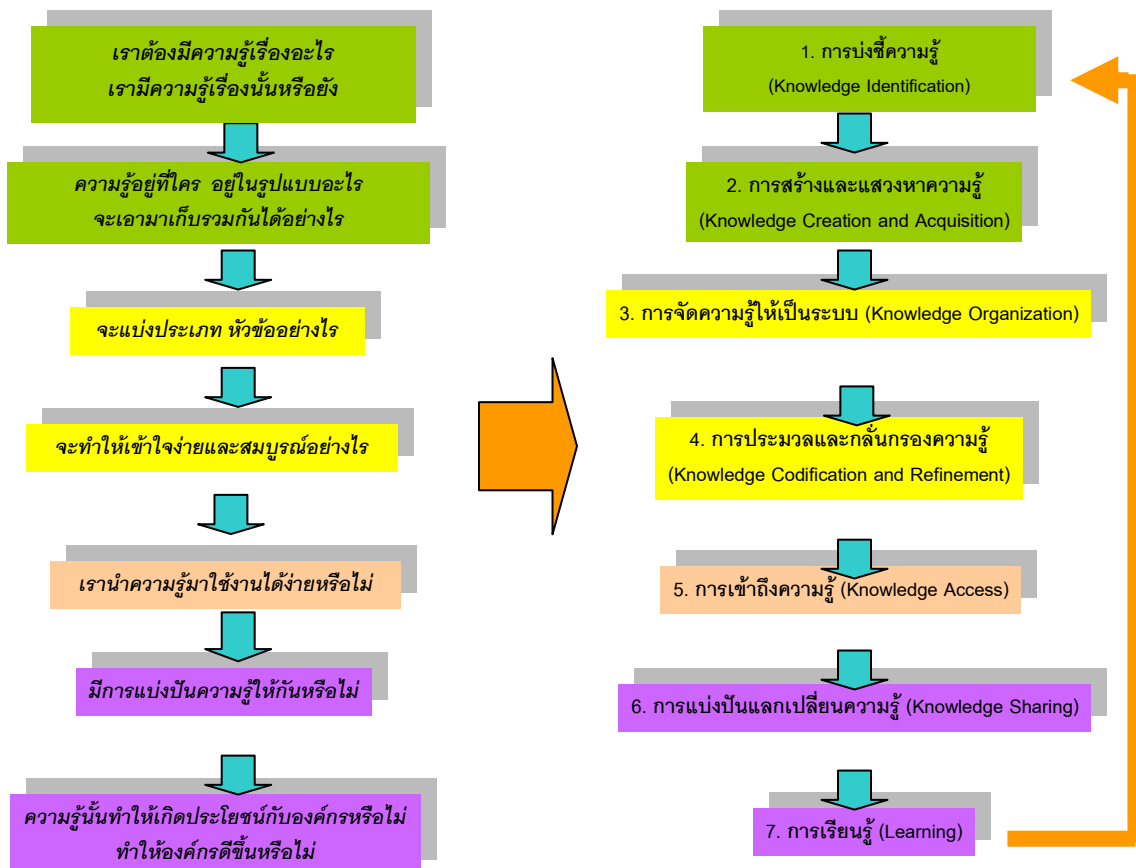 เราต้องมีความรู้เรื่องอะไร
เรามีความรู้เรื่องนั้นหรือยัง
ความรู้อยู่ที่ใคร อยู่ในรูปแบบอะไร
จะเอามาเก็บรวมกันได้อย่างไร
จะแบ่งประเภท หัวข้ออย่างไร
จะทำให้เข้าใจง่ายและสมบูรณ์อย่างไร
เรานำความรู้มาใช้งานได้ง่ายหรือไม่
มีการแบ่งปันความรู้ให้กันหรือไม่
ความรู้นั้นทำให้เกิดประโยชน์กับองค์กรหรือไม่
ทำให้องค์กรดีขึ้นหรือไม่
1. การบ่งชี้ความรู้
(Knowledge Identification)
2. การสร้างและแสวงหาความรู้
(Knowledge Creation and Acquisition)
3. การจัดความรู้ให้เป็นระบบ (Knowledge Organization)
4. การประมวลและกลั่นกรองความรู้
(Knowledge Codification and Refinement)
5. การเข้าถึงความรู้ (Knowledge Access)
6. การแบ่งปันแลกเปลี่ยนความรู้ (Knowledge Sharing)
7. การเรียนรู้ (Learning)